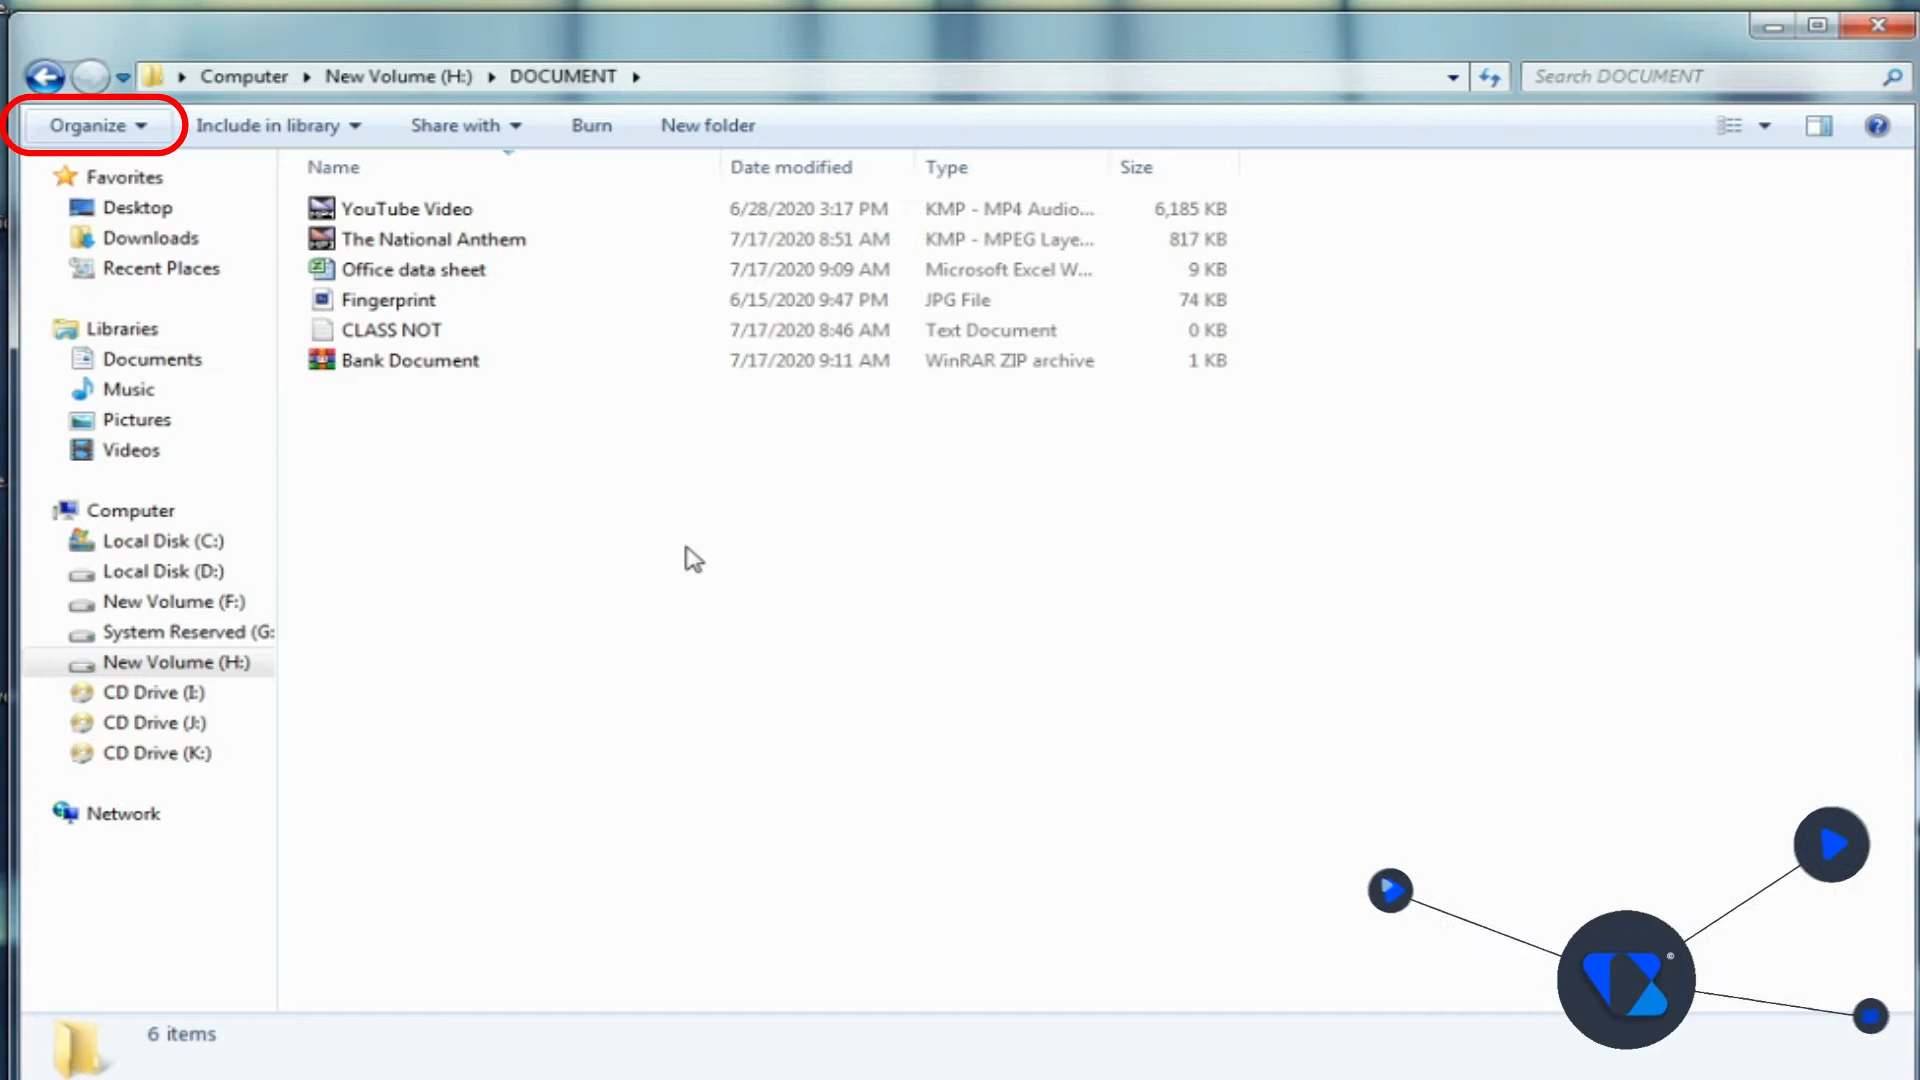 Computer New Volume (H:) DOCUMENT
Search DOCUMENT
Organize Include in library Share with Burn New folder
Name Date modified Type Size
YouTube Video 6/28/2020 3:17 PM KMP - MP4 Audio... 6,185 KB
The National Anthem 7/17/2020 8:51 AM KMP - MPEG Laye... 817 KB
Office data sheet 7/17/2020 9:09 AM Microsoft Excel W... 9 KB
Fingerprint 6/15/2020 9:47 PM JPG File 74 KB
CLASS NOT 7/17/2020 8:46 AM Text Document 0 KB
Bank Document 7/17/2020 9:11 AM WinRAR ZIP archive 1 KB
Favorites
Desktop
Downloads
Recent Places
Libraries
Documents
Music
Pictures
Videos
Computer
Local Disk (C:)
Local Disk (D:)
New Volume (F:)
System Reserved (G:
New Volume (H:)
CD Drive (I:)
CD Drive (J:)
CD Drive (K:)
Network
©
6 items